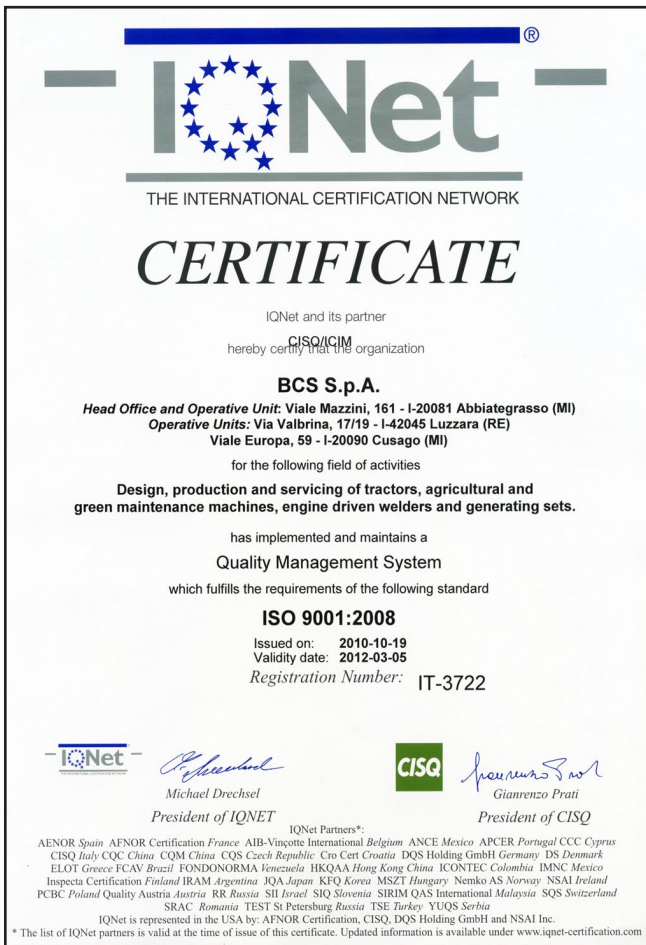 IQNet ®
THE INTERNATIONAL CERTIFICATION NETWORK
CERTIFICATE
IQNet and its partner
CISQ/ICIM
hereby certify that the organization
BCS S.p.A.
Head Office and Operative Unit: Viale Mazzini, 161 - I-20081 Abbiategrasso (MI)
Operative Units: Via Valbrina, 17/19 - I-42045 Luzzara (RE)
Viale Europa, 59 - I-20090 Cusago (MI)
for the following field of activities
Design, production and servicing of tractors, agricultural and
green maintenance machines, engine driven welders and generating sets.
has implemented and maintains a
Quality Management System
which fulfills the requirements of the following standard
ISO 9001:2008
Issued on: 2010-10-19
Validity date: 2012-03-05
Registration Number: IT-3722
IQNet
CISQ
Michael Drechsel
Gianrenzo Prati
President of IQNET
President of CISQ
IQNet Partners*:
AENOR Spain AFNOR Certification France AIB-Vinçotte International Belgium ANCE Mexico APCER Portugal CCC Cyprus
CISQ Italy CQC China CQM China CQS Czech Republic Cro Cert Croatia DQS Holding GmbH Germany DS Denmark
ELOT Greece FCAV Brazil FONDONORMA Venezuela HKQAA Hong Kong China ICONTEC Colombia IMNC Mexico
Inspecta Certification Finland IRAM Argentina JQA Japan KFQ Korea MSZT Hungary Nemko AS Norway NSAI Ireland
PCBC Poland Quality Austria Austria RR Russia SII Israel SIQ Slovenia SIRIM QAS International Malaysia SQS Switzerland
SRAC Romania TEST St Petersburg Russia TSE Turkey YUQS Serbia
IQNet is represented in the USA by: AFNOR Certification, CISQ, DQS Holding GmbH and NSAI Inc.
* The list of IQNet partners is valid at the time of issue of this certificate. Updated information is available under www.iqnet-certification.com